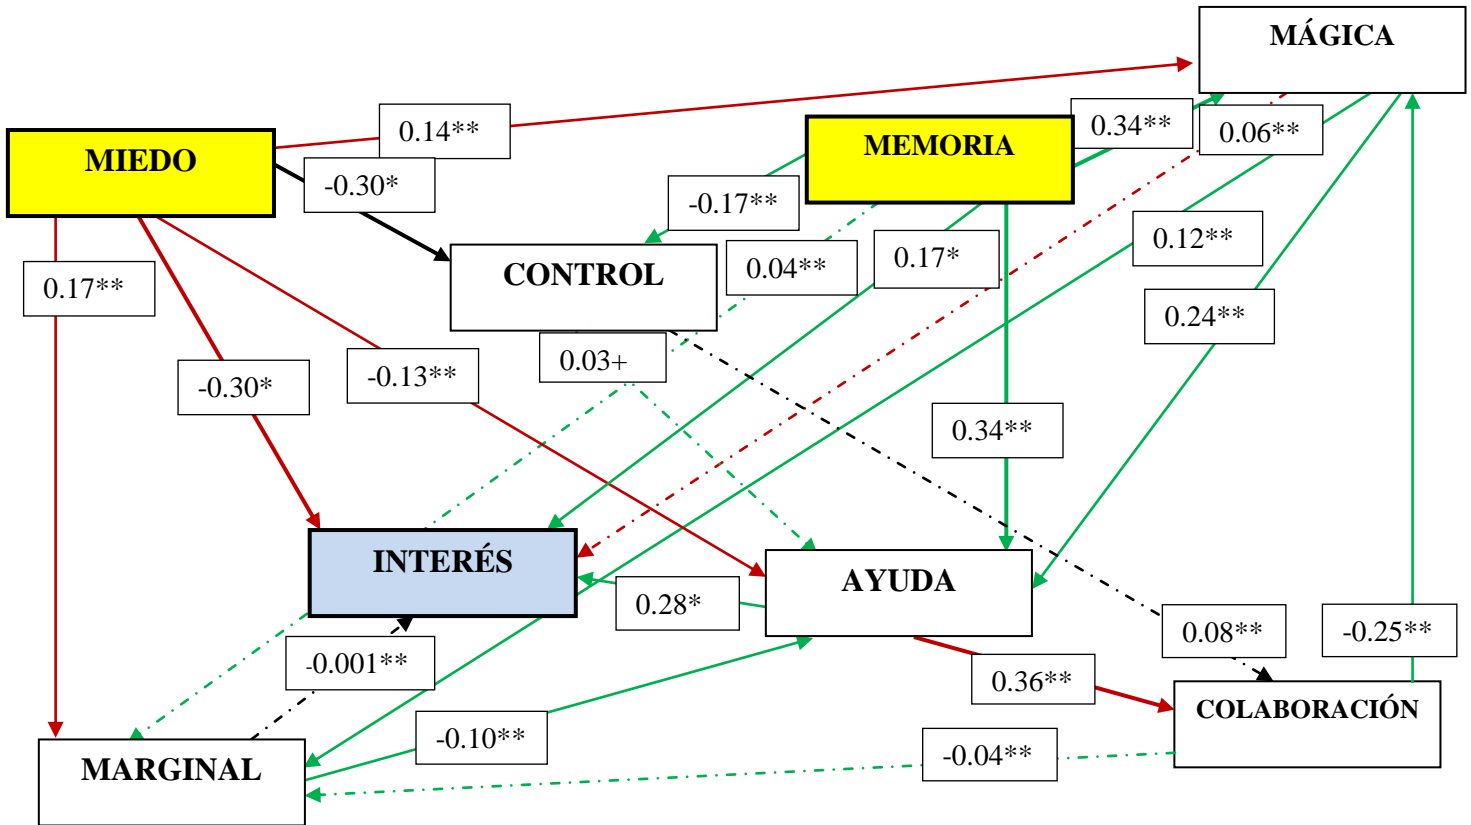 MÁGICA
0.14**
0.34**
0.06**
MIEDO
MEMORIA
-0.30*
-0.17**
0.12**
0.04**
0.17*
CONTROL
0.17**
0.24**
0.03+
-0.13**
-0.30*
0.34**
INTERÉS
AYUDA
0.28*
0.08**
-0.25**
-0.001**
0.36**
COLABORACIÓN
-0.10**
-0.04**
MARGINAL